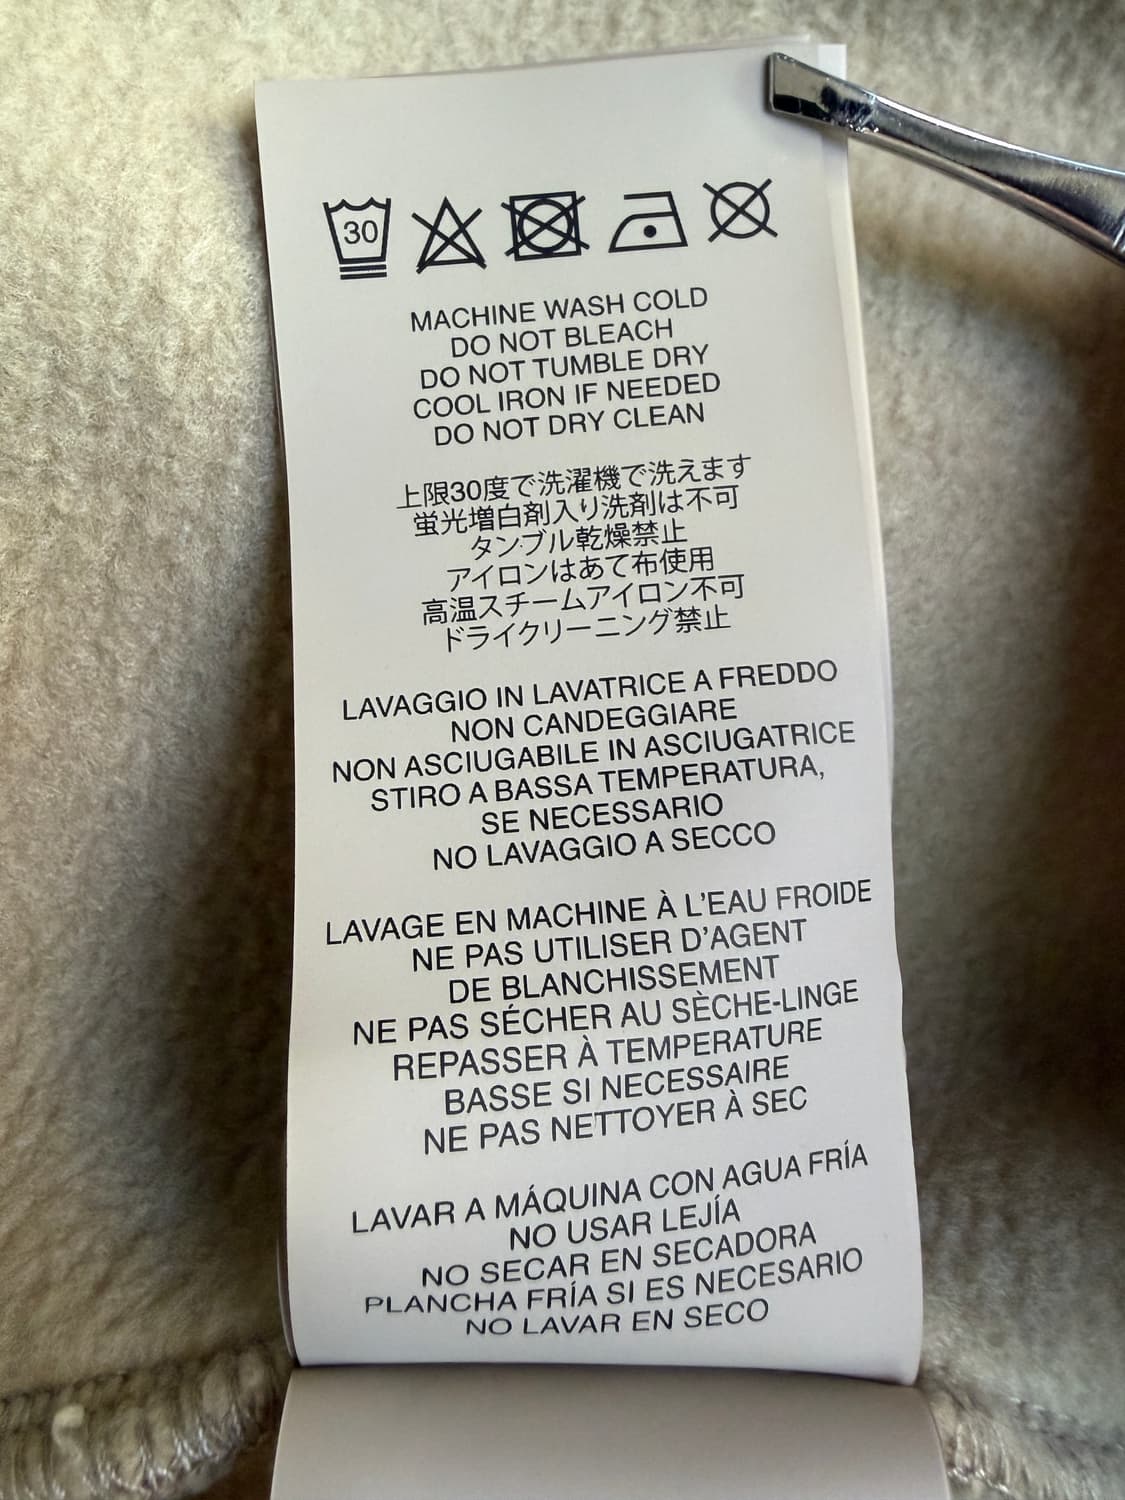 30
MACHINE WASH COLD
DO NOT BLEACH
DO NOT TUMBLE DRY
COOL IRON IF NEEDED
DO NOT DRY CLEAN
上限30度で洗濯機で洗えます
蛍光増白剤入り洗剤は不可
タンブル乾燥禁止
アイロンはあて布使用
高温スチームアイロン不可
ドライクリーニング禁止
LAVAGGIO IN LAVATRICE A FREDDO
NON CANDEGGIARE
NON ASCIUGABILE IN ASCIUGATRICE
STIRO A BASSA TEMPERATURA,
SE NECESSARIO
NO LAVAGGIO A SECCO
LAVAGE EN MACHINE À L'EAU FROIDE
NE PAS UTILISER D'AGENT
DE BLANCHISSEMENT
NE PAS SÉCHER AU SÈCHE-LINGE
REPASSER À TEMPERATURE
BASSE SI NECESSAIRE
NE PAS NETTOYER À SEC
LAVAR A MÁQUINA CON AGUA FRÍA
NO USAR LEJÍA
NO SECAR EN SECADORA
PLANCHA FRÍA SI ES NECESARIO
NO LAVAR EN SECO